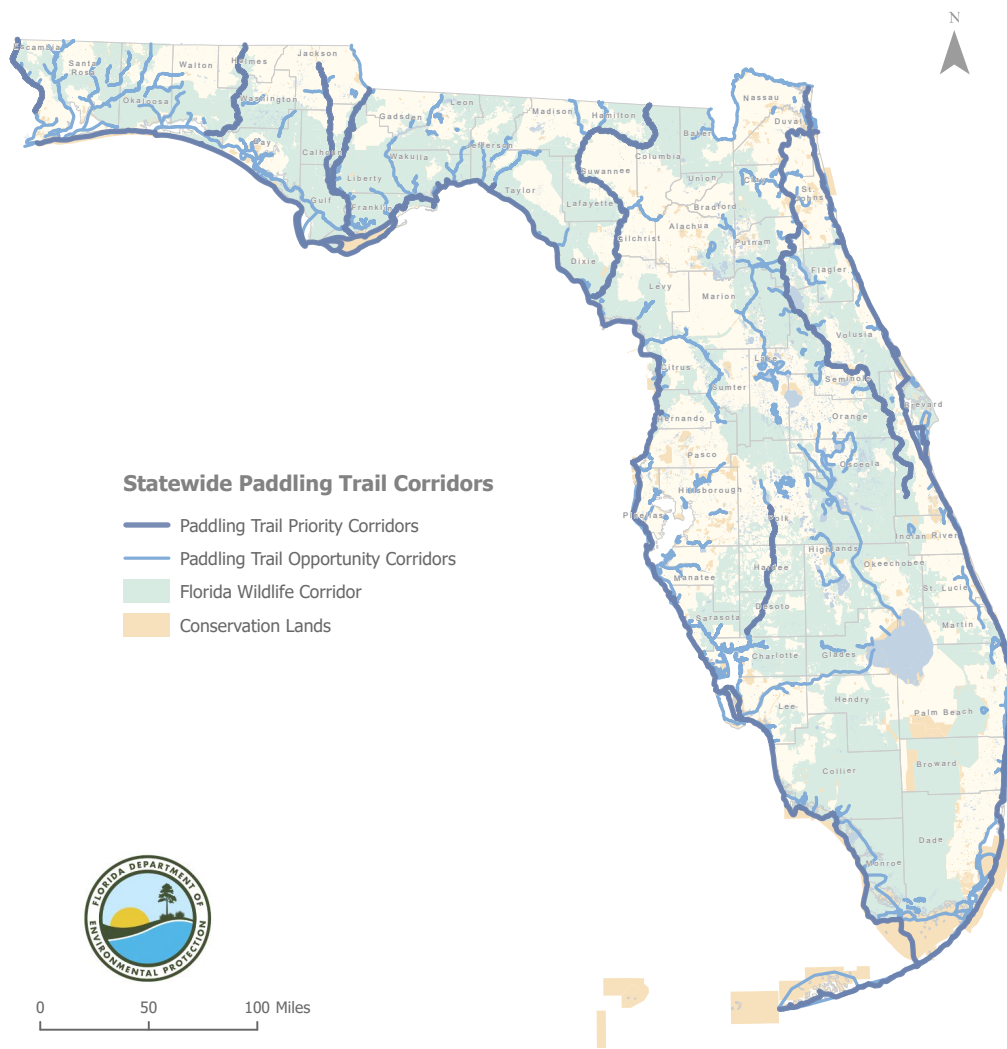 N
Escambia
Santa
Rosa
Okaloosa
Walton
Holmes
Washington
Jackson
Bay
Calhoun
Gulf
Liberty
Franklin
Gadsden
Leon
Wakulla
Jefferson
Madison
Taylor
Hamilton
Suwannee
Lafayette
Dixie
Columbia
Baker
Nassau
Duval
Union
Bradford
Clay
St.
Johns
Gilchrist
Alachua
Putnam
Flagler
Levy
Marion
Volusia
Citrus
Sumter
Lake
Seminole
Hernando
Orange
Brevard
Pasco
Osceola
Hillsborough
Pinellas
Polk
Indian River
Manatee
Hardee
Highlands
Okeechobee
St. Lucie
Sarasota
Desoto
Martin
Charlotte
Glades
Lee
Hendry
Palm Beach
Collier
Broward
Monroe
Dade
Statewide Paddling Trail Corridors
Paddling Trail Priority Corridors
Paddling Trail Opportunity Corridors
Florida Wildlife Corridor
Conservation Lands
FLORIDA DEPARTMENT OF
ENVIRONMENTAL PROTECTION
0 50 100 Miles